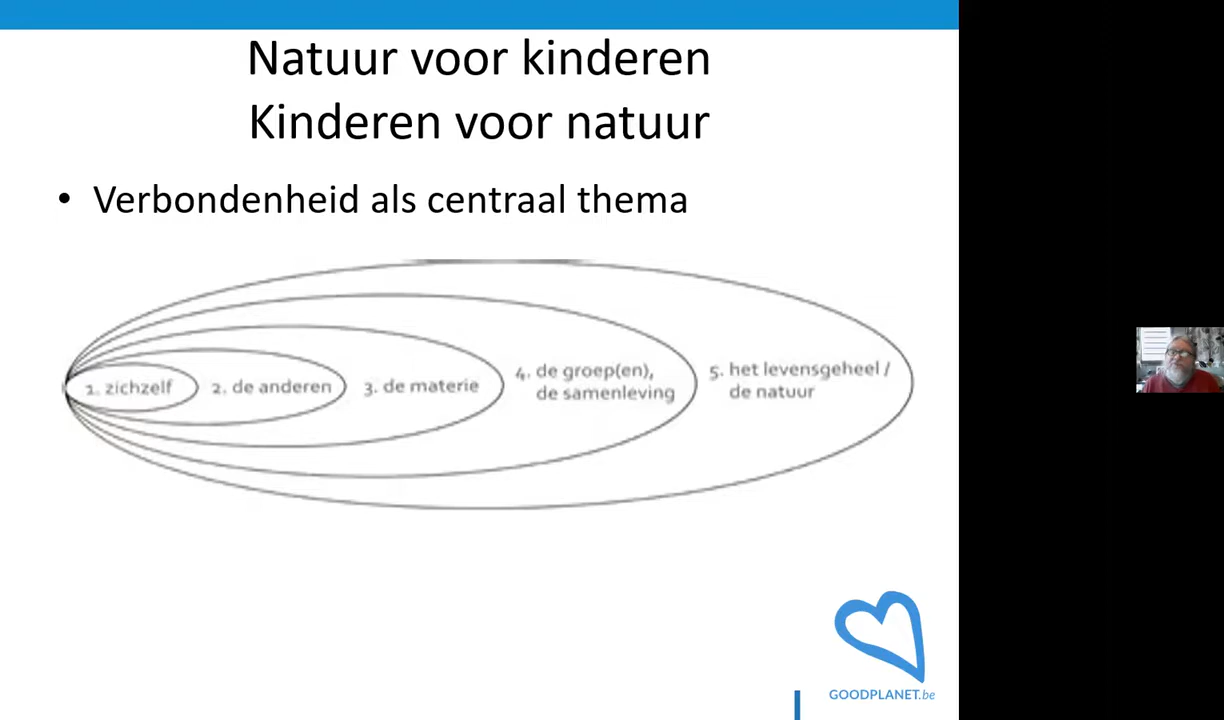 Natuur voor kinderen
Kinderen voor natuur
• Verbondenheid als centraal thema
1. zichzelf
2. de anderen
3. de materie
4. de groep(en),
de samenleving
5. het levensgeheel /
de natuur
GOODPLANET.be